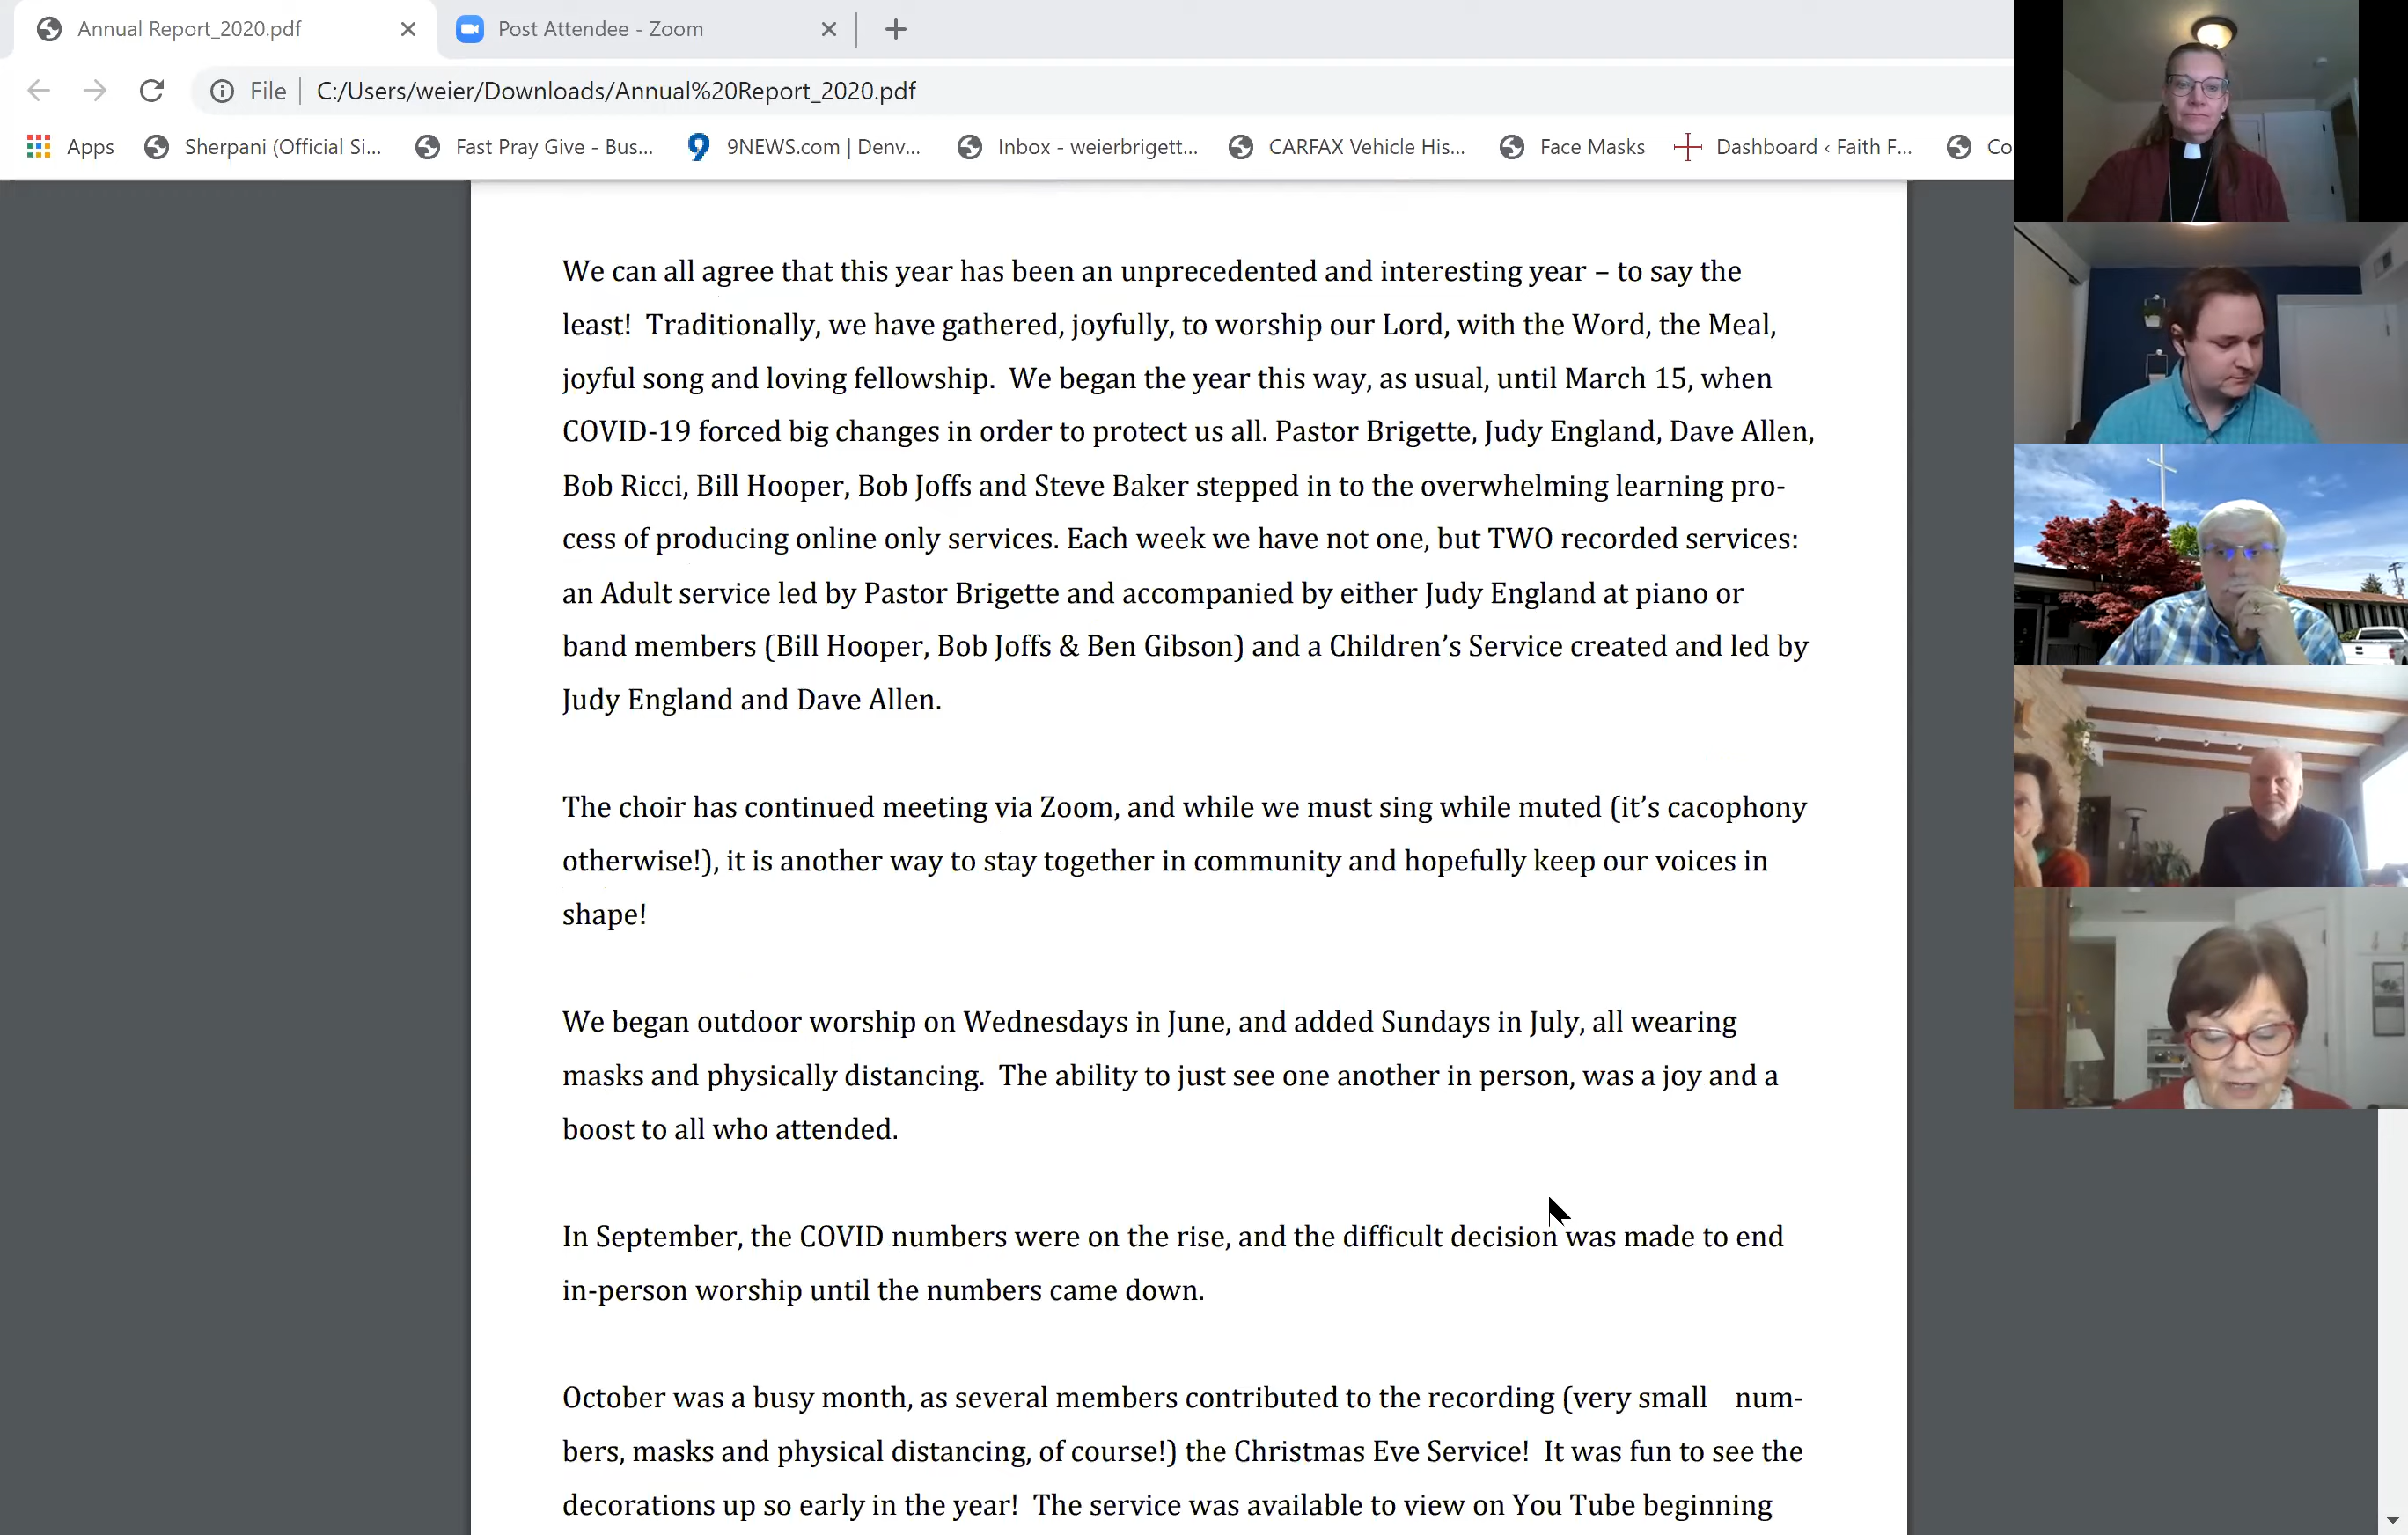 Annual Report_2020.pdf
Post Attendee - Zoom
File
C:/Users/weier/Downloads/Annual%20Report_2020.pdf
Apps
Sherpani (Official Si...
Fast Pray Give - Bus...
9NEWS.com | Denv...
Inbox - weierbrigett...
CARFAX Vehicle His...
Face Masks
Dashboard ‹ Faith F...
Co
We can all agree that this year has been an unprecedented and interesting year – to say the
least!  Traditionally, we have gathered, joyfully, to worship our Lord, with the Word, the Meal,
joyful song and loving fellowship.  We began the year this way, as usual, until March 15, when
COVID-19 forced big changes in order to protect us all. Pastor Brigette, Judy England, Dave Allen,
Bob Ricci, Bill Hooper, Bob Joffs and Steve Baker stepped in to the overwhelming learning pro-
cess of producing online only services. Each week we have not one, but TWO recorded services:
an Adult service led by Pastor Brigette and accompanied by either Judy England at piano or
band members (Bill Hooper, Bob Joffs & Ben Gibson) and a Children’s Service created and led by
Judy England and Dave Allen.
The choir has continued meeting via Zoom, and while we must sing while muted (it’s cacophony
otherwise!), it is another way to stay together in community and hopefully keep our voices in
shape!
We began outdoor worship on Wednesdays in June, and added Sundays in July, all wearing
masks and physically distancing.  The ability to just see one another in person, was a joy and a
boost to all who attended.
In September, the COVID numbers were on the rise, and the difficult decision was made to end
in-person worship until the numbers came down.
October was a busy month, as several members contributed to the recording (very small   num-
bers, masks and physical distancing, of course!) the Christmas Eve Service!  It was fun to see the
decorations up so early in the year!  The service was available to view on You Tube beginning